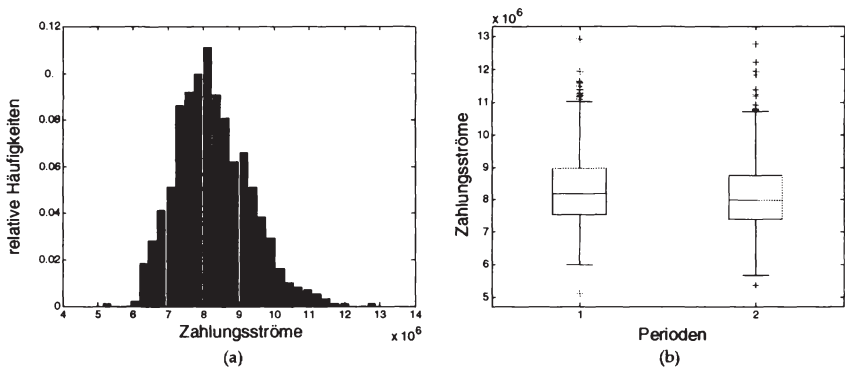 0.12
0.
0.08
0.06
0.04
0.02
0
4 5 6 7 8 9 10 11 12 13 14
relative Häufigkeiten
Zahlungsströme
x 10^6
(a)
x 10^6
13
12
11
10
9
8
7
6
5
1 2
Zahlungsströme
Perioden
(b)